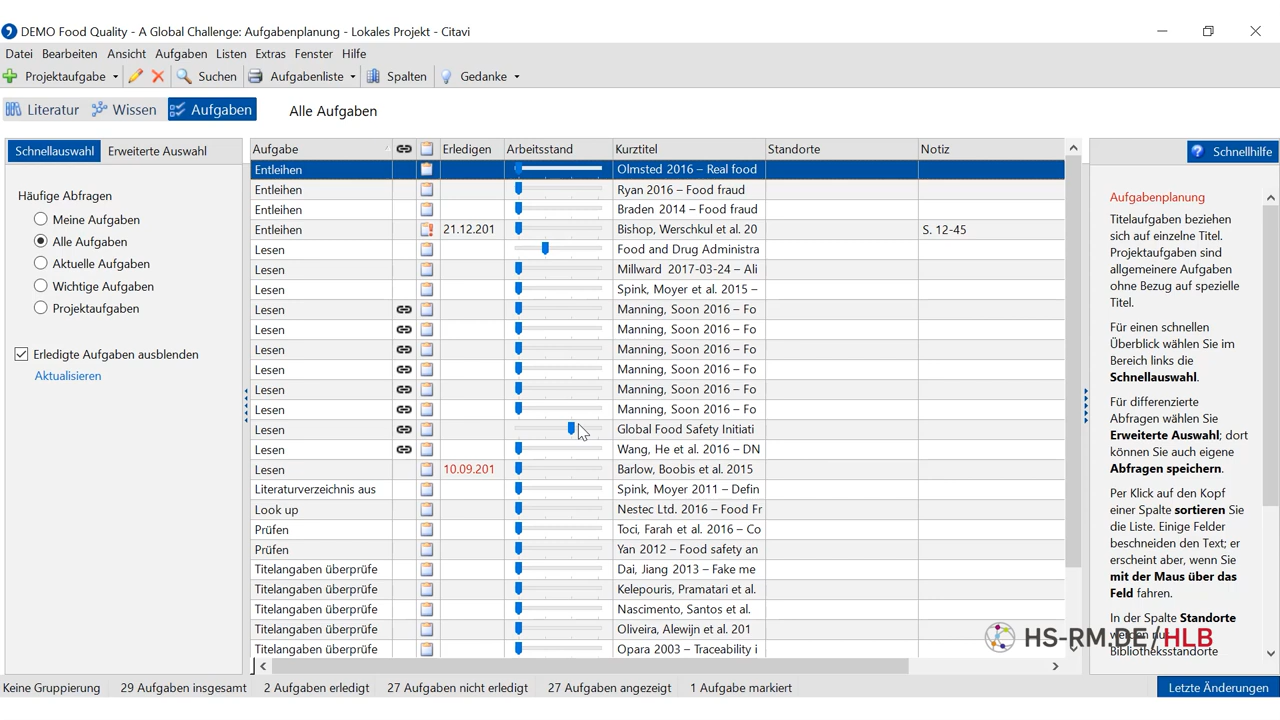 DEMO Food Quality - A Global Challenge: Aufgabenplanung - Lokales Projekt - Citavi
Datei Bearbeiten Ansicht Aufgaben Listen Extras Fenster Hilfe
Projektaufgabe Suchen Aufgabenliste Spalten Gedanke
Literatur Wissen Aufgaben Alle Aufgaben
Schnellauswahl Erweiterte Auswahl
Häufige Abfragen
Meine Aufgaben
Alle Aufgaben
Aktuelle Aufgaben
Wichtige Aufgaben
Projektaufgaben
Erledigte Aufgaben ausblenden
Aktualisieren
Aufgabe Erledigen Arbeitsstand Kurztitel Standorte Notiz
Entleihen Olmsted 2016 – Real food
Entleihen Ryan 2016 – Food fraud
Entleihen Braden 2014 – Food fraud
Entleihen 21.12.201 Bishop, Werschkul et al. 20 S. 12-45
Lesen Food and Drug Administra
Lesen Millward 2017-03-24 – Ali
Lesen Spink, Moyer et al. 2015 –
Lesen Manning, Soon 2016 – Fo
Lesen Manning, Soon 2016 – Fo
Lesen Manning, Soon 2016 – Fo
Lesen Manning, Soon 2016 – Fo
Lesen Manning, Soon 2016 – Fo
Lesen Manning, Soon 2016 – Fo
Lesen Global Food Safety Initiati
Lesen Wang, He et al. 2016 – DN
Lesen 10.09.201 Barlow, Boobis et al. 2015
Literaturverzeichnis aus Spink, Moyer 2011 – Defin
Look up Nestec Ltd. 2016 – Food Fr
Prüfen Toci, Farah et al. 2016 – Co
Prüfen Yan 2012 – Food safety an
Titelangaben überprüfe Dai, Jiang 2013 – Fake me
Titelangaben überprüfe Kelepouris, Pramatari et al.
Titelangaben überprüfe Nascimento, Santos et al.
Titelangaben überprüfe Oliveira, Alewijn et al. 201
Titelangaben überprüfe Opara 2003 – Traceability i
Schnellhilfe
Aufgabenplanung
Titelaufgaben beziehen
sich auf einzelne Titel.
Projektaufgaben sind
allgemeinere Aufgaben
ohne Bezug auf spezielle
Titel.
Für einen schnellen
Überblick wählen Sie im
Bereich links die
Schnellauswahl.
Für differenzierte
Abfragen wählen Sie
Erweiterte Auswahl; dort
können Sie auch eigene
Abfragen speichern.
Per Klick auf den Kopf
einer Spalte sortieren Sie
die Liste. Einige Felder
beschneiden den Text; er
erscheint aber, wenn Sie
mit der Maus über das
Feld fahren.
In der Spalte Standorte
werden nur
Bibliotheksstandorte
HS-RM.DE/HLB
Keine Gruppierung 29 Aufgaben insgesamt 2 Aufgaben erledigt 27 Aufgaben nicht erledigt 27 Aufgaben angezeigt 1 Aufgabe markiert Letzte Änderungen